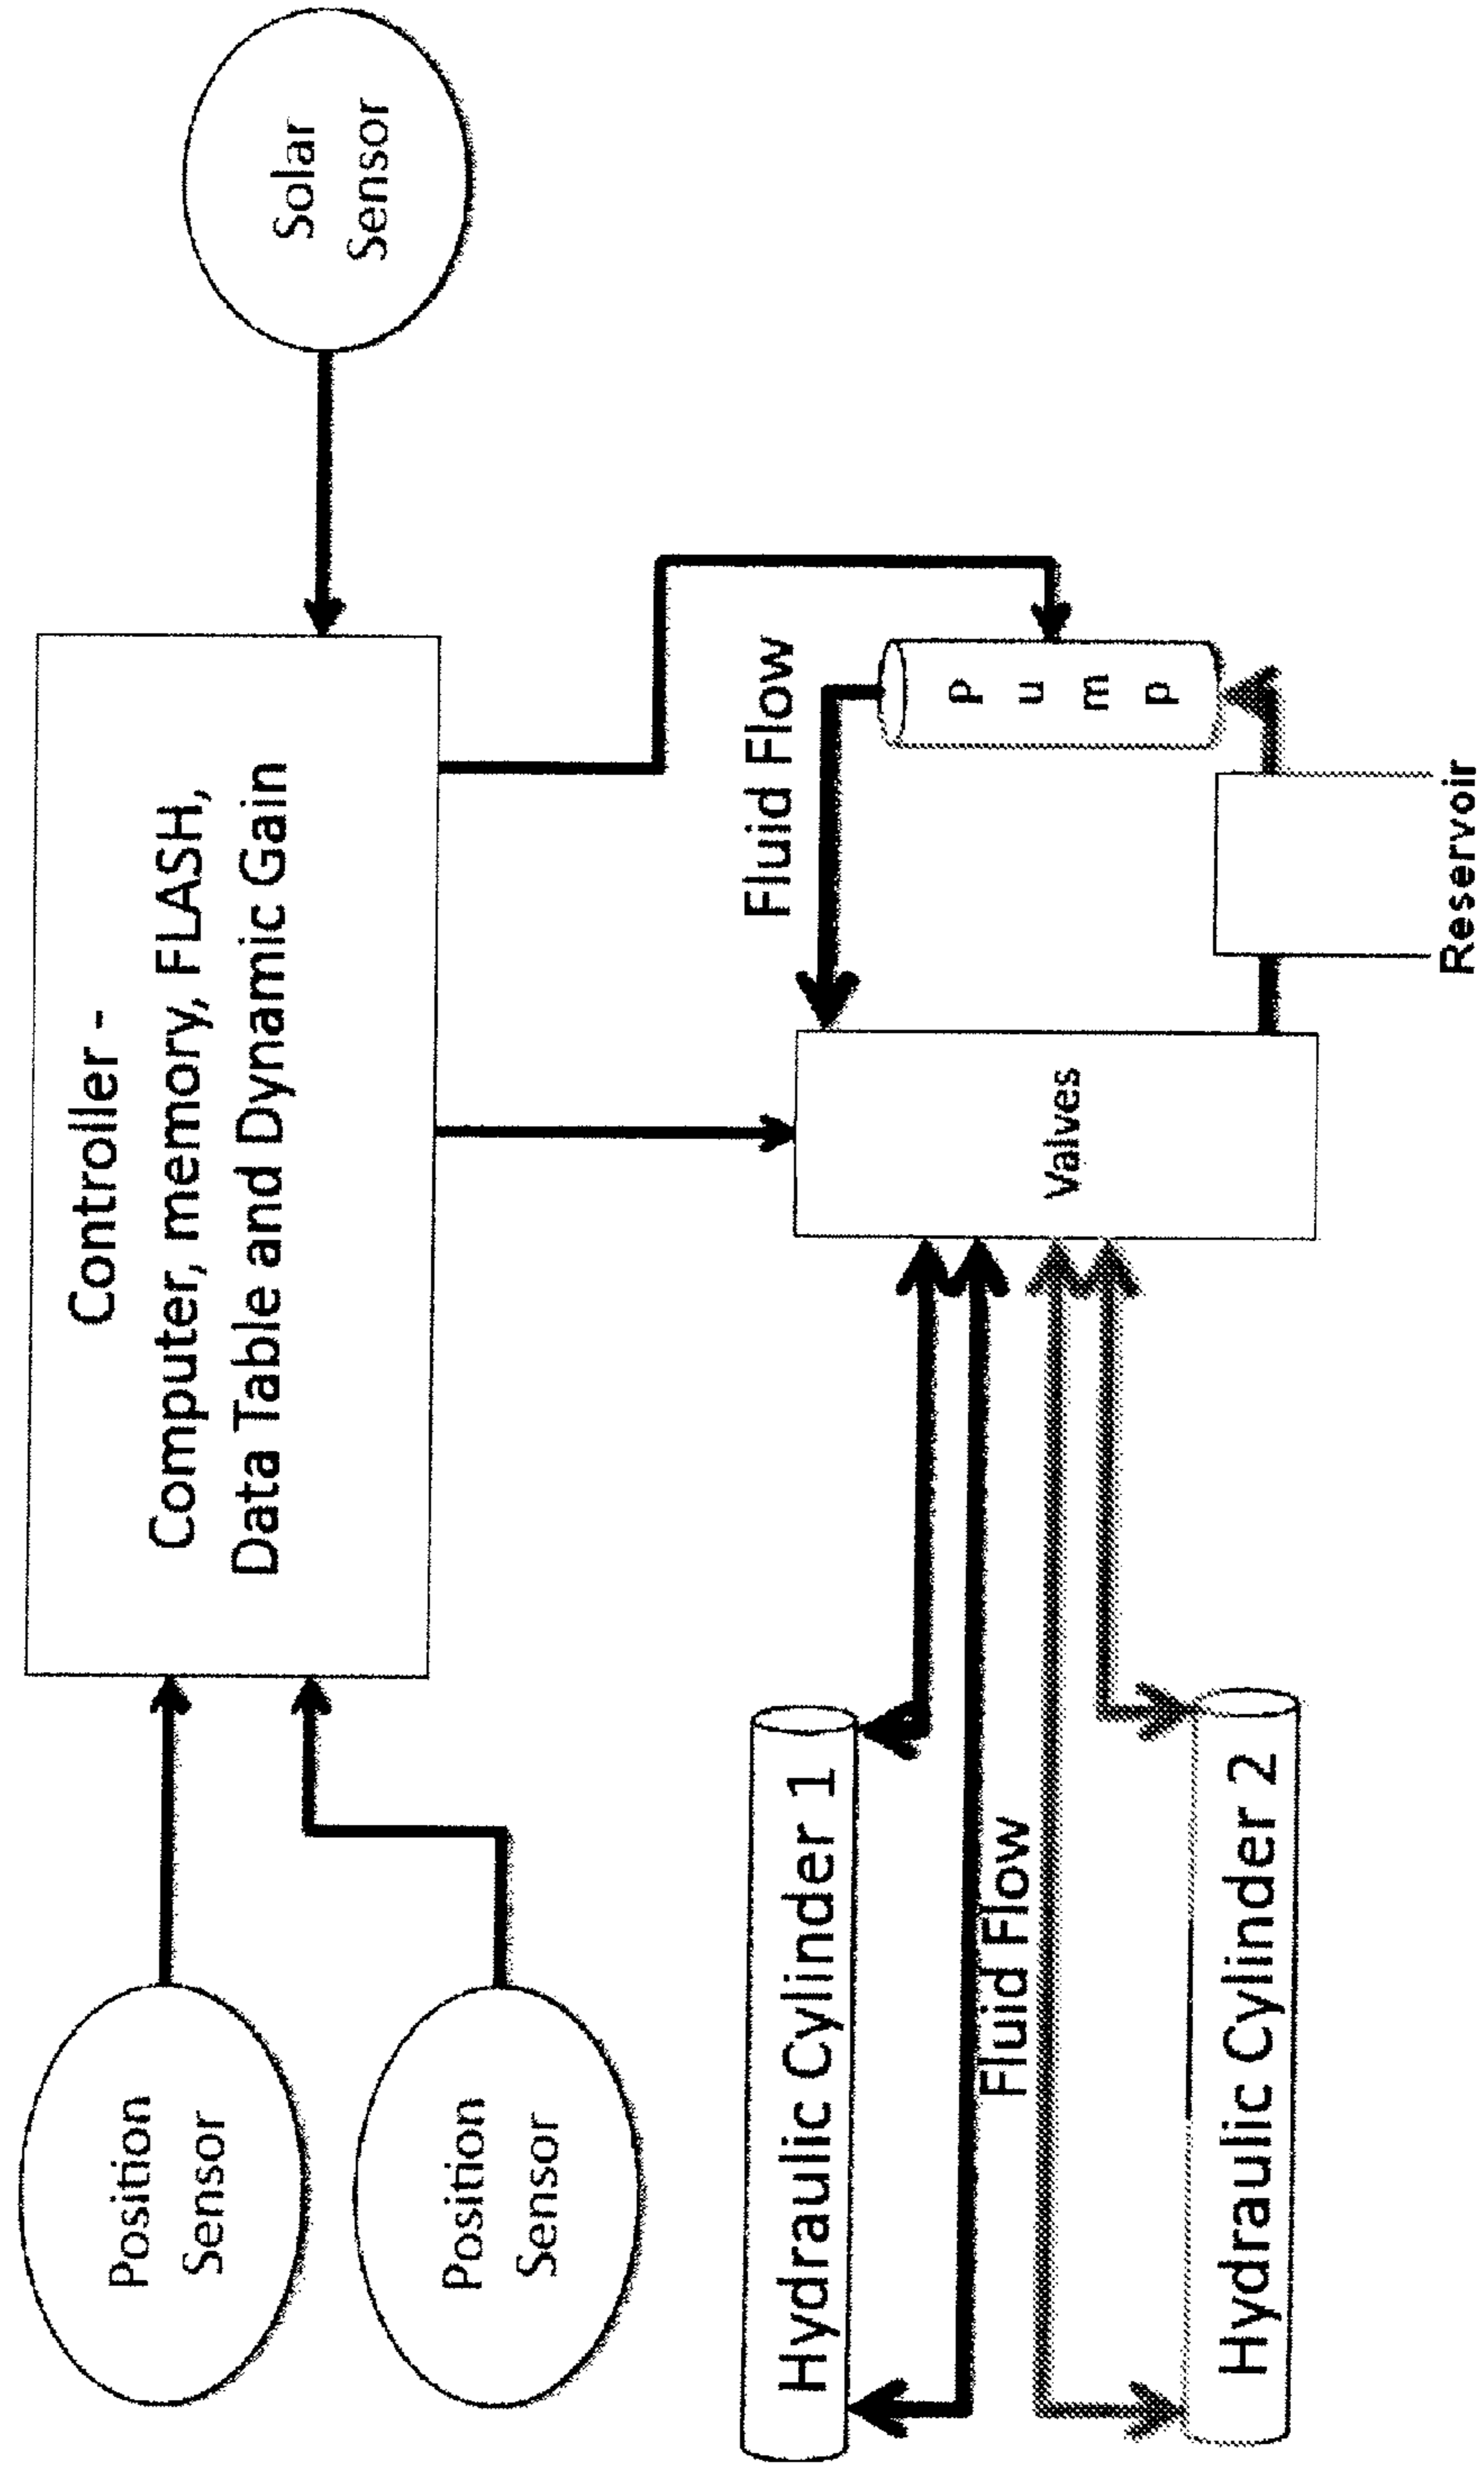 Controller -
Computer, memory, FLASH,
Data Table and Dynamic Gain
Position
Sensor
Position
Sensor
Solar
Sensor
Hydraulic Cylinder 1
Fluid Flow
Hydraulic Cylinder 2
Valves
Fluid Flow
P
u
m
p
Reservoir